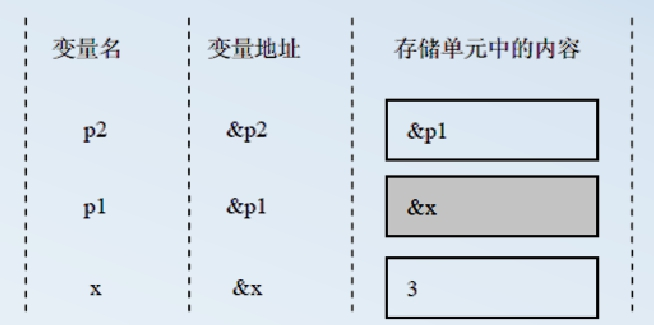 变量名 变量地址 存储单元中的内容
p2 &p2 &p1
p1 &p1 &x
x &x 3